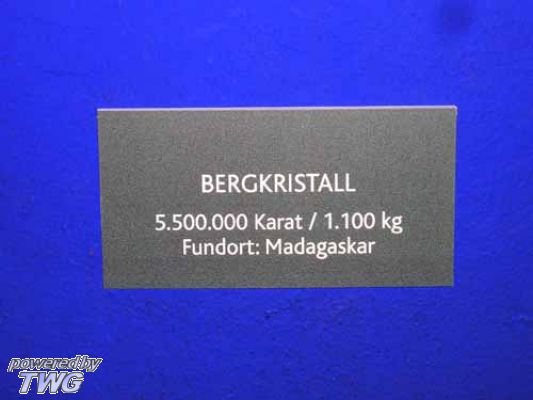 BERGKRISTALL
5.500.000 Karat / 1.100 kg
Fundort: Madagaskar
poweredby
TWG